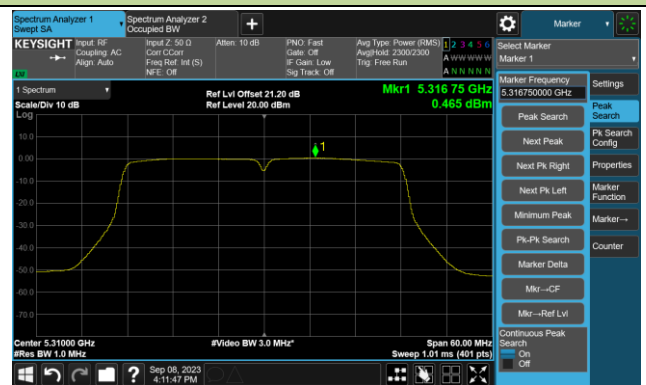 Spectrum Analyzer 1
Swept SA
Spectrum Analyzer 2
Occupied BW
Marker
KEYSIGHT
Input: RF
Coupling: AC
Align: Auto
Input Z: 50 Ω
Corr CCorr
Freq Ref: Int (S)
NFE: Off
Atten: 10 dB
PNO: Fast
Gate: Off
IF Gain: Low
Sig Track: Off
Avg Type: Power (RMS)
Avg|Hold: 2300/2300
Trig: Free Run
1 2 3 4 5 6
A W W W W W
A N N N N N
Select Marker
Marker 1
1 Spectrum
Scale/Div 10 dB
Ref Lvl Offset 21.20 dB
Ref Level 20.00 dBm
Mkr1 5.316 75 GHz
0.465 dBm
Log
10.0
0.00
-10.0
-20.0
-30.0
-40.0
-50.0
-60.0
-70.0
1
Center 5.31000 GHz
#Res BW 1.0 MHz
#Video BW 3.0 MHz*
Span 60.00 MHz
Sweep 1.01 ms (401 pts)
Marker Frequency
5.316750000 GHz
Peak Search
Next Peak
Next Pk Right
Next Pk Left
Minimum Peak
Pk-Pk Search
Marker Delta
Mkr→CF
Mkr→Ref Lvl
Continuous Peak
Search
On
Off
Settings
Peak
Search
Pk Search
Config
Properties
Marker
Function
Marker→
Counter
Sep 08, 2023
4:11:47 PM